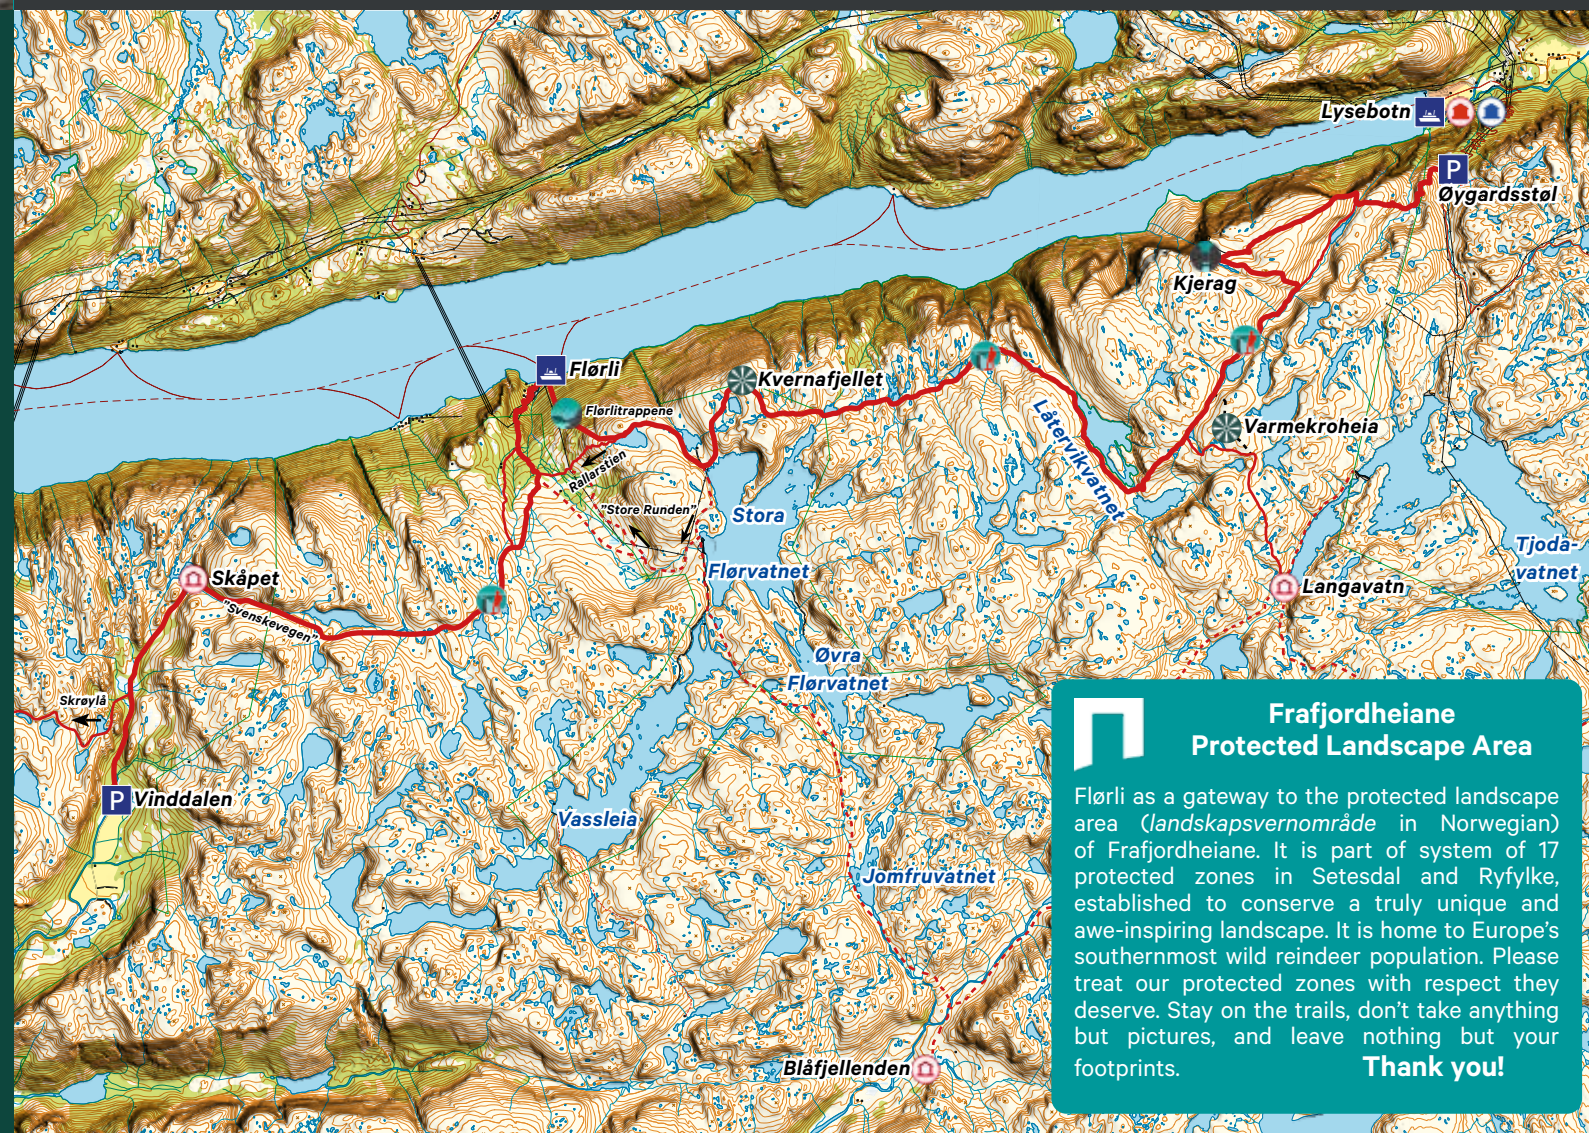 Lysebotn
P
Øygardsstøl
Kjerag
Flørli
Kvernafjellet
Flørlitrappene
Låtervikvatnet
Varmekroheia
Rallarstien
"Store Runden"
Stora
Flørvatnet
Tjoda-
vatnet
Skåpet
"Svenskevegen"
Langavatn
Øvra
Flørvatnet
Skrøylå
P Vinddalen
Vassleia
Jomfruvatnet
Blåfjellenden
Frafjordheiane
Protected Landscape Area
Flørli as a gateway to the protected landscape
area (landskapsvernområde in Norwegian)
of Frafjordheiane. It is part of system of 17
protected zones in Setesdal and Ryfylke,
established to conserve a truly unique and
awe-inspiring landscape. It is home to Europe's
southernmost wild reindeer population. Please
treat our protected zones with respect they
deserve. Stay on the trails, don't take anything
but pictures, and leave nothing but your
footprints. Thank you!